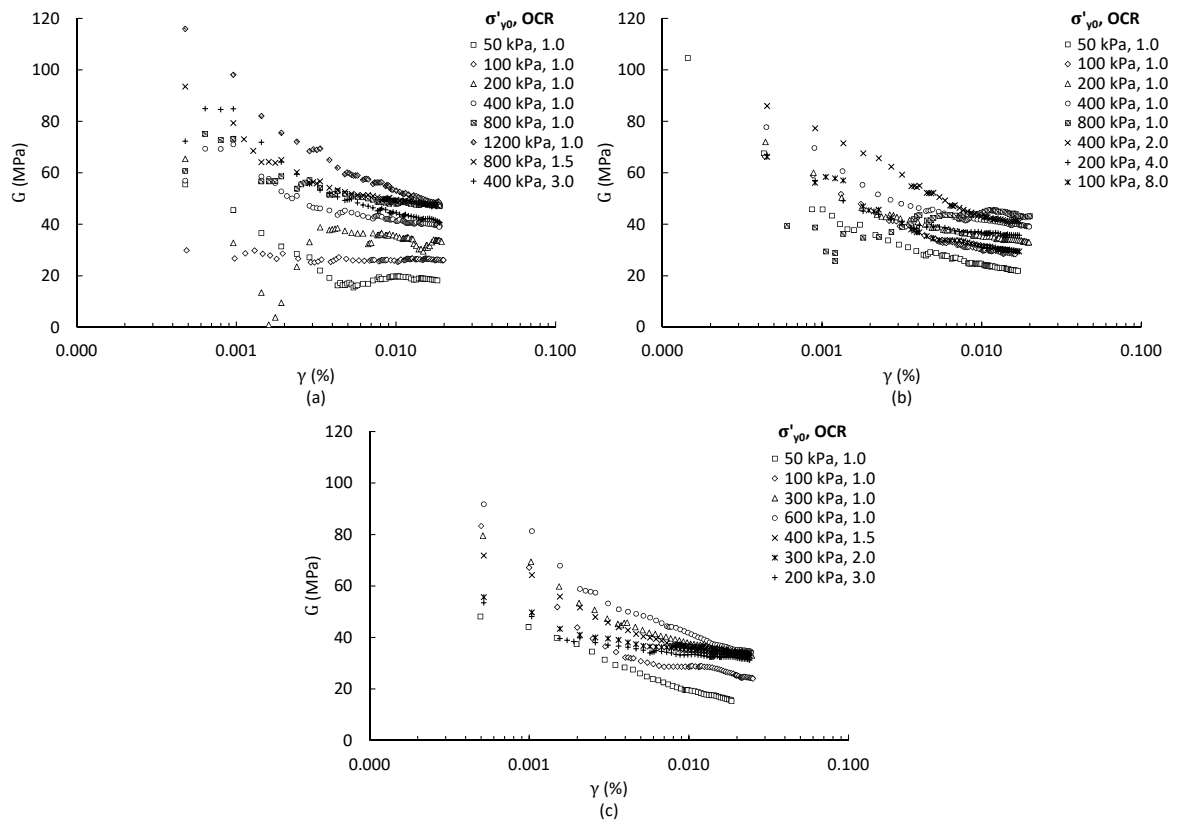 120
100
80
60
40
20
0
G (MPa)
0.000
0.001
0.010
0.100
γ (%)
(a)
σ'y0, OCR
50 kPa, 1.0
100 kPa, 1.0
200 kPa, 1.0
400 kPa, 1.0
800 kPa, 1.0
1200 kPa, 1.0
800 kPa, 1.5
400 kPa, 3.0
120
100
80
60
40
20
0
G (MPa)
0.000
0.001
0.010
0.100
γ (%)
(b)
σ'y0, OCR
50 kPa, 1.0
100 kPa, 1.0
200 kPa, 1.0
400 kPa, 1.0
800 kPa, 1.0
400 kPa, 2.0
200 kPa, 4.0
100 kPa, 8.0
120
100
80
60
40
20
0
G (MPa)
0.000
0.001
0.010
0.100
γ (%)
(c)
σ'y0, OCR
50 kPa, 1.0
100 kPa, 1.0
300 kPa, 1.0
600 kPa, 1.0
400 kPa, 1.5
300 kPa, 2.0
200 kPa, 3.0